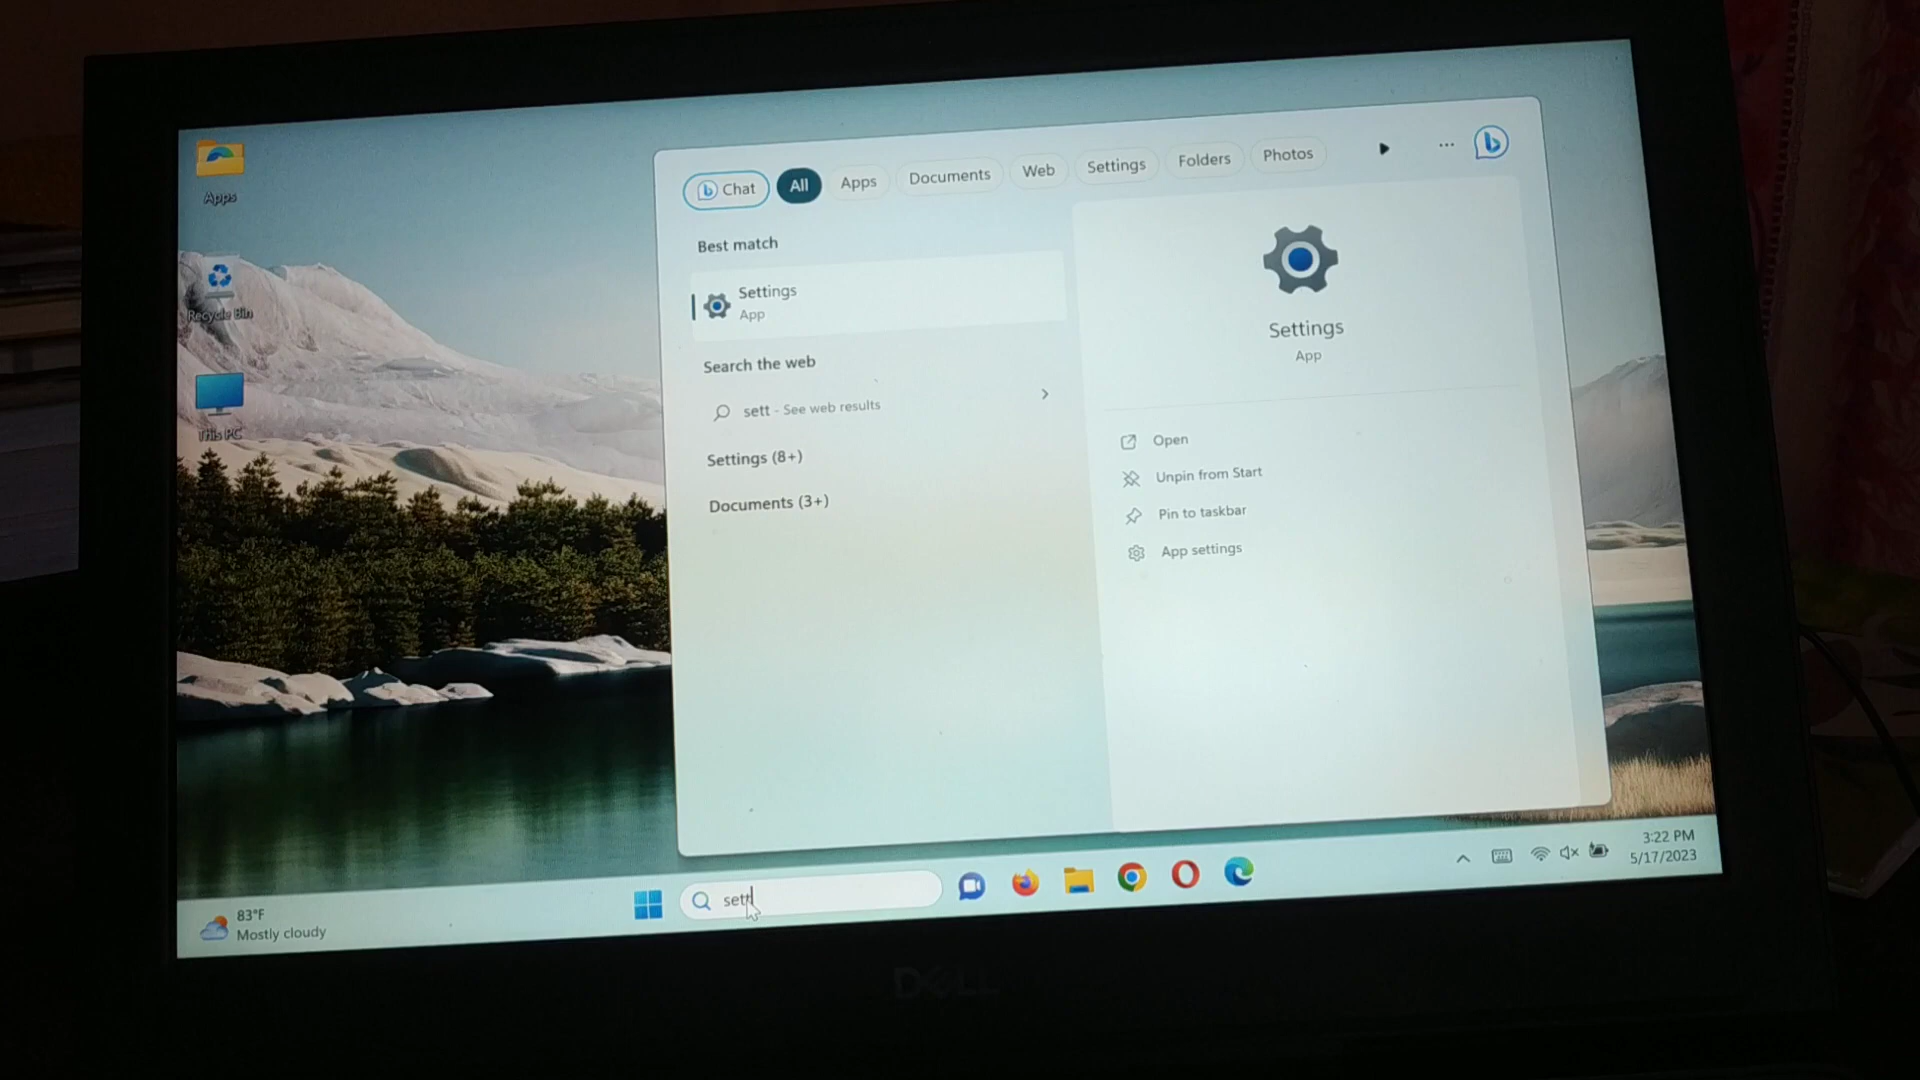 Apps
Recycle Bin
This PC
Chat
All
Apps
Documents
Web
Settings
Folders
Photos
...
Best match
Settings
App
Search the web
sett - See web results
Settings (8+)
Documents (3+)
Settings
App
Open
Unpin from Start
Pin to taskbar
App settings
83°F
Mostly cloudy
sett
3:22 PM
5/17/2023
DELL